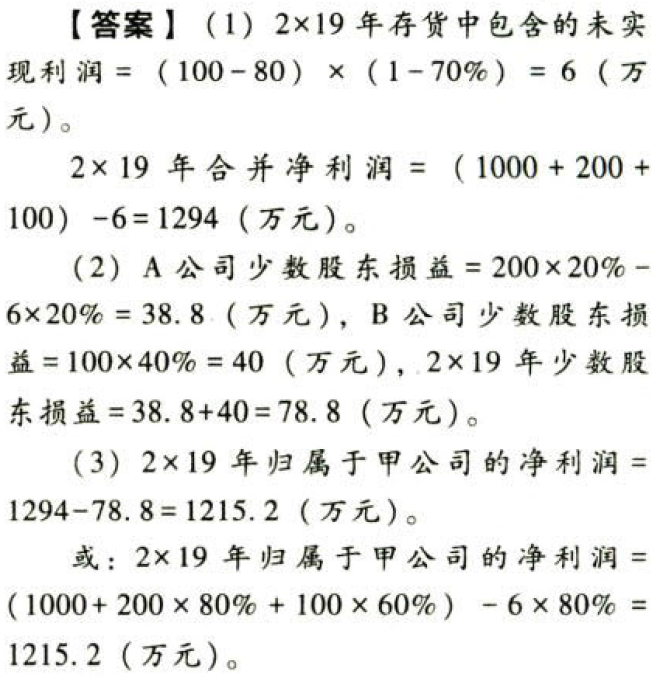 【答案】（1）2×19 年存货中包含的未实
现利润 =（100－80）×（1－70%）= 6（万
元）。
2×19 年合并净利润 =（1000 + 200 +
100）-6 = 1294（万元）。
（2）A 公司少数股东损益 = 200×20% -
6×20% = 38. 8（万元），B 公司少数股东损
益 = 100×40% = 40（万元），2×19 年少数股
东损益 = 38. 8+40 = 78. 8（万元）。
（3）2×19 年归属于甲公司的净利润 =
1294-78. 8 = 1215. 2（万元）。
或：2×19 年归属于甲公司的净利润 =
（1000+ 200 × 80% + 100 × 60%）- 6 × 80% =
1215. 2（万元）。